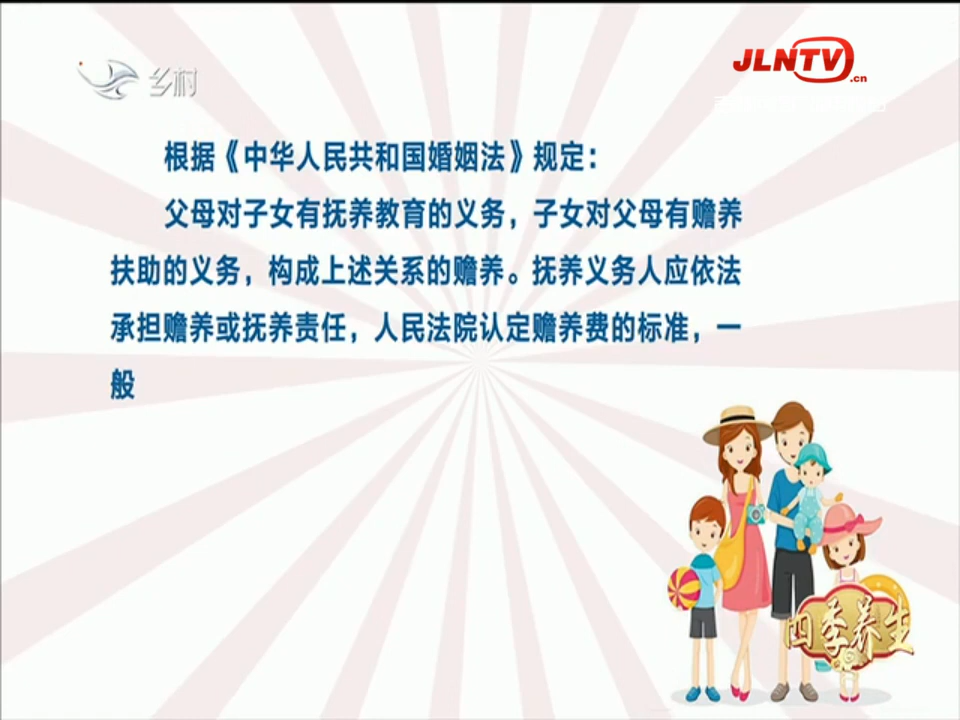 乡村
JLNTV
.cn
根据《中华人民共和国婚姻法》规定：
父母对子女有抚养教育的义务，子女对父母有赡养
扶助的义务，构成上述关系的赡养。抚养义务人应依法
承担赡养或抚养责任，人民法院认定赡养费的标准，一
般
四季养生